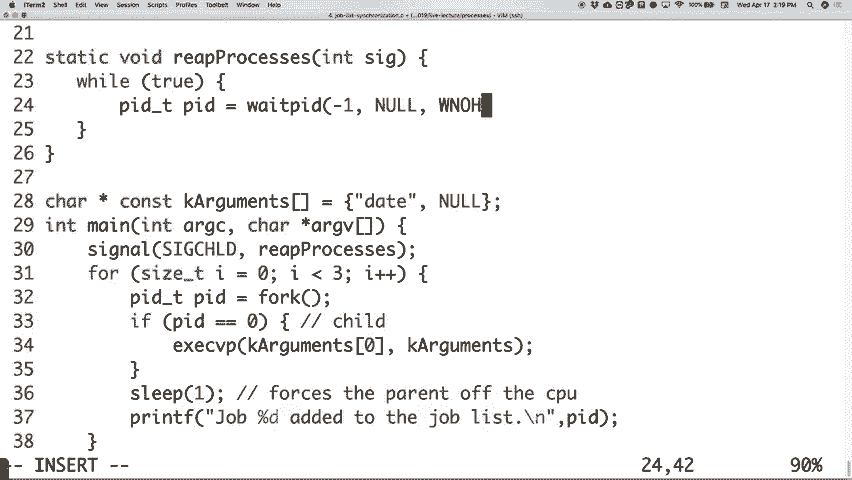 iTerm2 Shell Edit View Session Scripts Profiles Toolbelt Window Help 100% Wed Apr 17 3:19 PM
4. job-list-synchronization.c + (...019/live-lecture/processes) - VIM (ssh)
21
22 static void reapProcesses(int sig) {
23 while (true) {
24 pid_t pid = waitpid(-1, NULL, WNOH
25 }
26 }
27
28 char * const kArguments[] = {"date", NULL};
29 int main(int argc, char *argv[]) {
30 signal(SIGCHLD, reapProcesses);
31 for (size_t i = 0; i < 3; i++) {
32 pid_t pid = fork();
33 if (pid == 0) { // child
34 execvp(kArguments[0], kArguments);
35 }
36 sleep(1); // forces the parent off the cpu
37 printf("Job %d added to the job list.\n",pid);
38 }
-- INSERT -- 24,42 90%